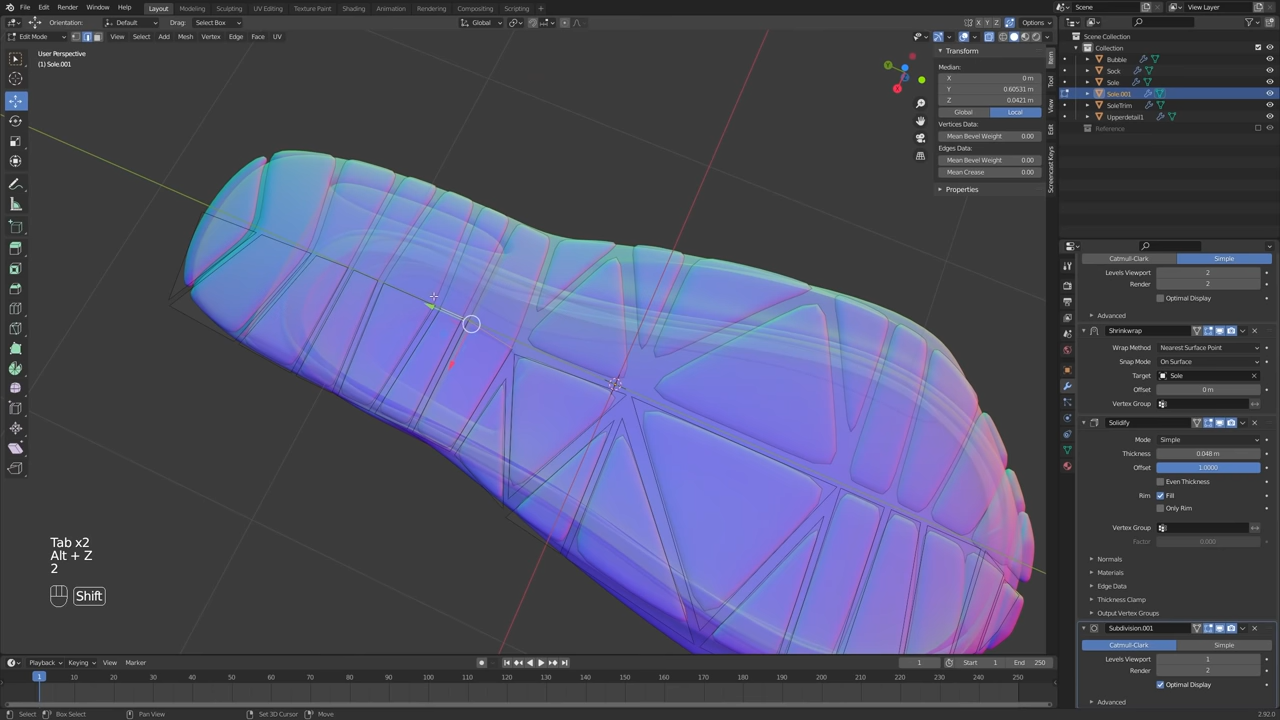 File Edit Render Window Help Layout Modeling Sculpting UV Editing Texture Paint Shading Animation Rendering Compositing Scripting + Scene View Layer
Orientation: Default Drag: Select Box Global X Y Z Options
Edit Mode View Select Add Mesh Vertex Edge Face UV
User Perspective
(1) Sole.001
Transform
Median:
X 0 m
Y 0.60531 m
Z 0.0421 m
Global Local
Vertices Data:
Mean Bevel Weight 0.00
Edges Data:
Mean Bevel Weight 0.00
Mean Crease 0.00
Properties
Item
Tool
View
Edit
Screencast Keys
Scene Collection
Collection
Bubble
Sock
Sole
Sole.001
SoleTrim
Upperdetail1
Reference
Catmull-Clark Simple
Levels Viewport 2
Render 2
Optimal Display
Advanced
Shrinkwrap
Wrap Method Nearest Surface Point
Snap Mode On Surface
Target Sole
Offset 0 m
Vertex Group
Solidify
Mode Simple
Thickness 0.048 m
Offset 1.0000
Even Thickness
Rim Fill
Only Rim
Vertex Group
Factor 0.000
Normals
Materials
Edge Data
Thickness Clamp
Output Vertex Groups
Subdivision.001
Catmull-Clark Simple
Levels Viewport 1
Render 2
Optimal Display
Advanced
Tab x2
Alt + Z
2
Shift
Playback Keying View Marker 1 Start 1 End 250
1 10 20 30 40 50 60 70 80 90 100 110 120 130 140 150 160 170 180 190 200 210 220 230 240 250
Select Box Select Pan View Set 3D Cursor Move 2.92.0